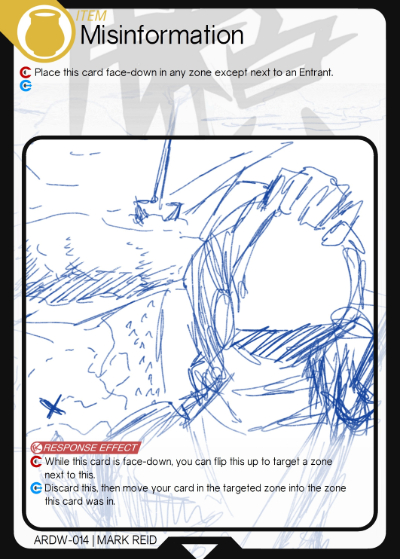 ITEM
Misinformation
C Place this card face-down in any zone except next to an Entrant.
E
RESPONSE EFFECT
C While this card is face-down, you can flip this up to target a zone
next to this.
E Discard this, then move your card in the targeted zone into the zone
this card was in.
ARDW-014 | MARK REID